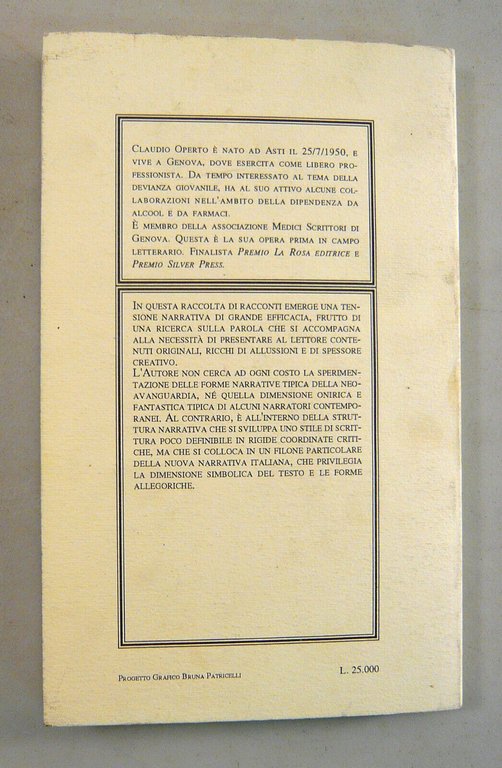 Claudio Operto è nato ad Asti il 25/7/1950, e
vive a Genova, dove esercita come libero pro-
fessionista. Da tempo interessato al tema della
devianza giovanile, ha al suo attivo alcune col-
laborazioni nell'ambito della dipendenza da
alcool e da farmaci.
È membro della associazione Medici Scrittori di
Genova. Questa è la sua opera prima in campo
letterario. Finalista Premio La Rosa editrice e
Premio Silver Press.
In questa raccolta di racconti emerge una ten-
sione narrativa di grande efficacia, frutto di
una ricerca sulla parola che si accompagna
alla necessità di presentare al lettore conte-
nuti originali, ricchi di allussioni e di spessore
creativo.
L'Autore non cerca ad ogni costo la sperimen-
tazione delle forme narrative tipica della neo-
avanguardia, né quella dimensione onirica e
fantastica tipica di alcuni narratori contempo-
ranei. Al contrario, è all'interno della strut-
tura narrativa che si sviluppa uno stile di scrit-
tura poco definibile in rigide coordinate criti-
che, ma che si colloca in un filone particolare
della nuova narrativa italiana, che privilegia
la dimensione simbolica del testo e le forme
allegoriche.
Progetto Grafico Bruna Patricelli
L. 25.000